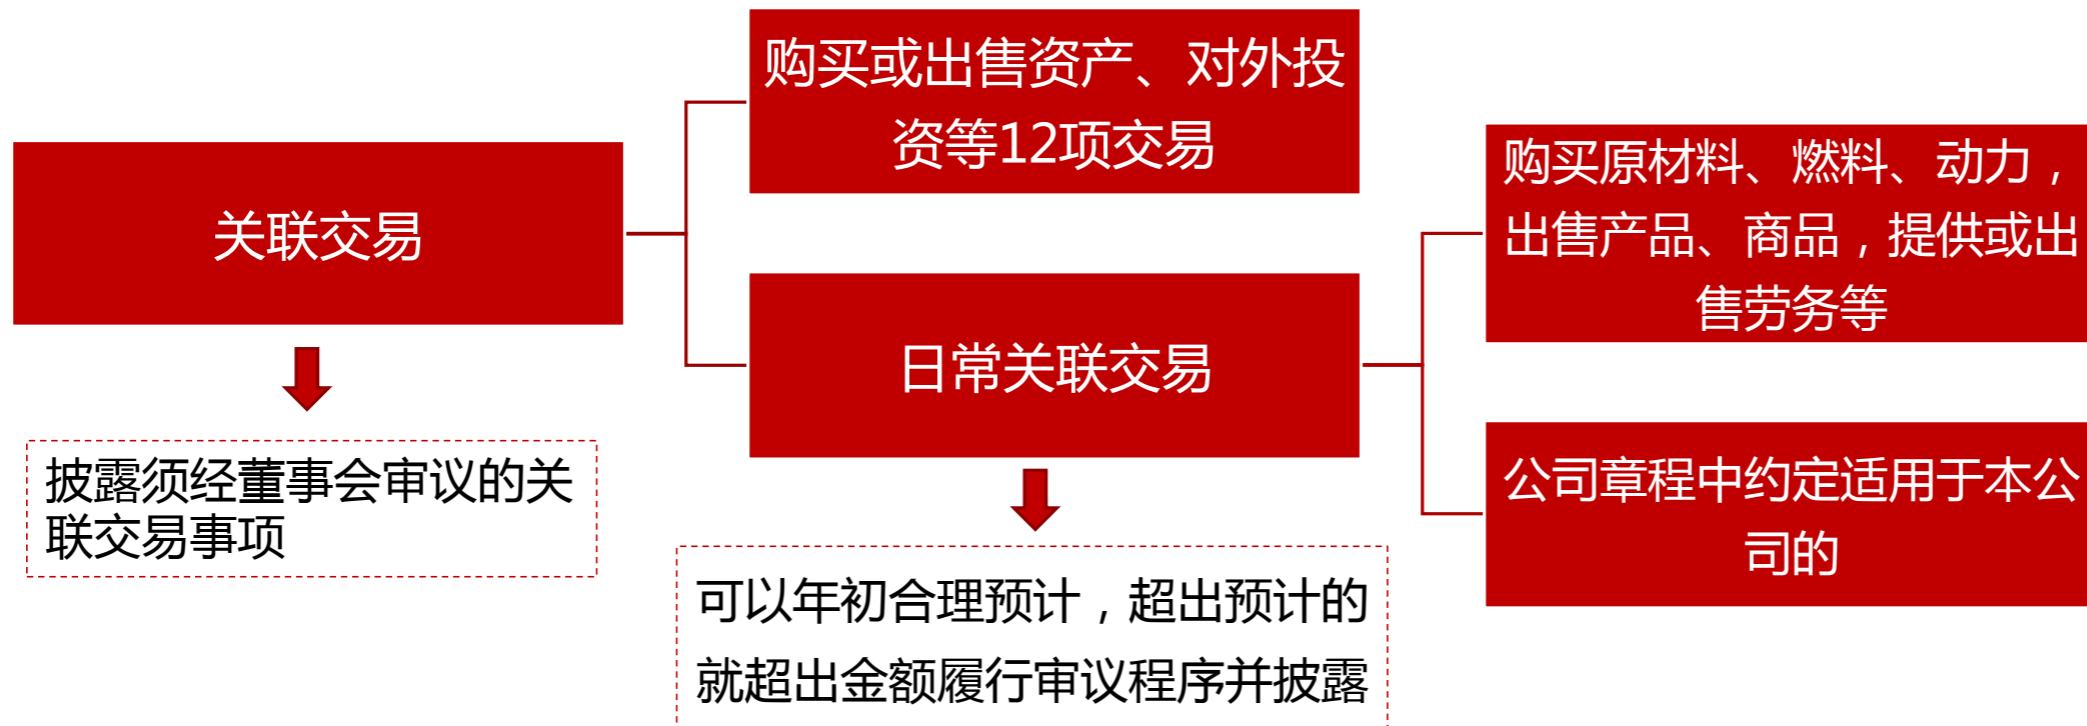 关联交易
披露须经董事会审议的关
联交易事项
购买或出售资产、对外投
资等12项交易
日常关联交易
可以年初合理预计，超出预计的
就超出金额履行审议程序并披露
购买原材料、燃料、动力，
出售产品、商品，提供或出
售劳务等
公司章程中约定适用于本公
司的